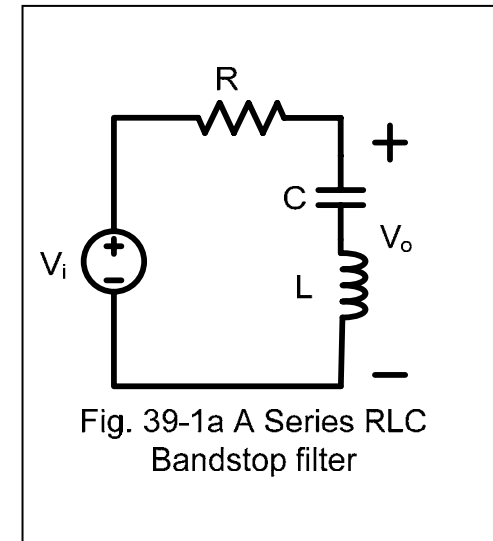 R
+
C
Vₒ
+
Vᵢ
−
L
−
Fig. 39-1a A Series RLC
Bandstop filter